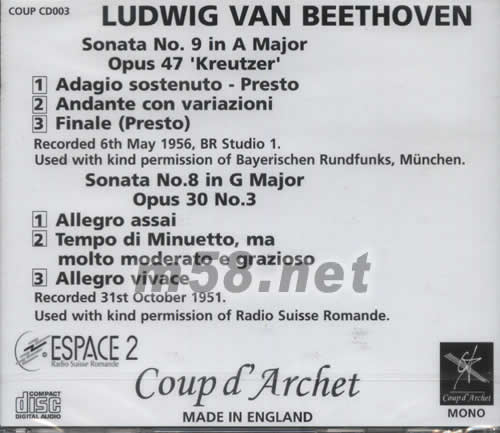 COUP CD003
LUDWIG VAN BEETHOVEN
Sonata No. 9 in A Major
Opus 47 'Kreutzer'
1 Adagio sostenuto - Presto
2 Andante con variazioni
3 Finale (Presto)
Recorded 6th May 1956, BR Studio 1.
Used with kind permission of Bayerischen Rundfunks, München.
Sonata No.8 in G Major
Opus 30 No.3
1 Allegro assai
2 Tempo di Minuetto, ma
molto moderato e grazioso
m58.net
3 Allegro vivace
Recorded 31st October 1951.
Used with kind permission of Radio Suisse Romande.
ESPACE 2
Radio Suisse Romande
COMPACT
disc
DIGITAL AUDIO
Coup d'Archet
MADE IN ENGLAND
Coup d'Archet
MONO